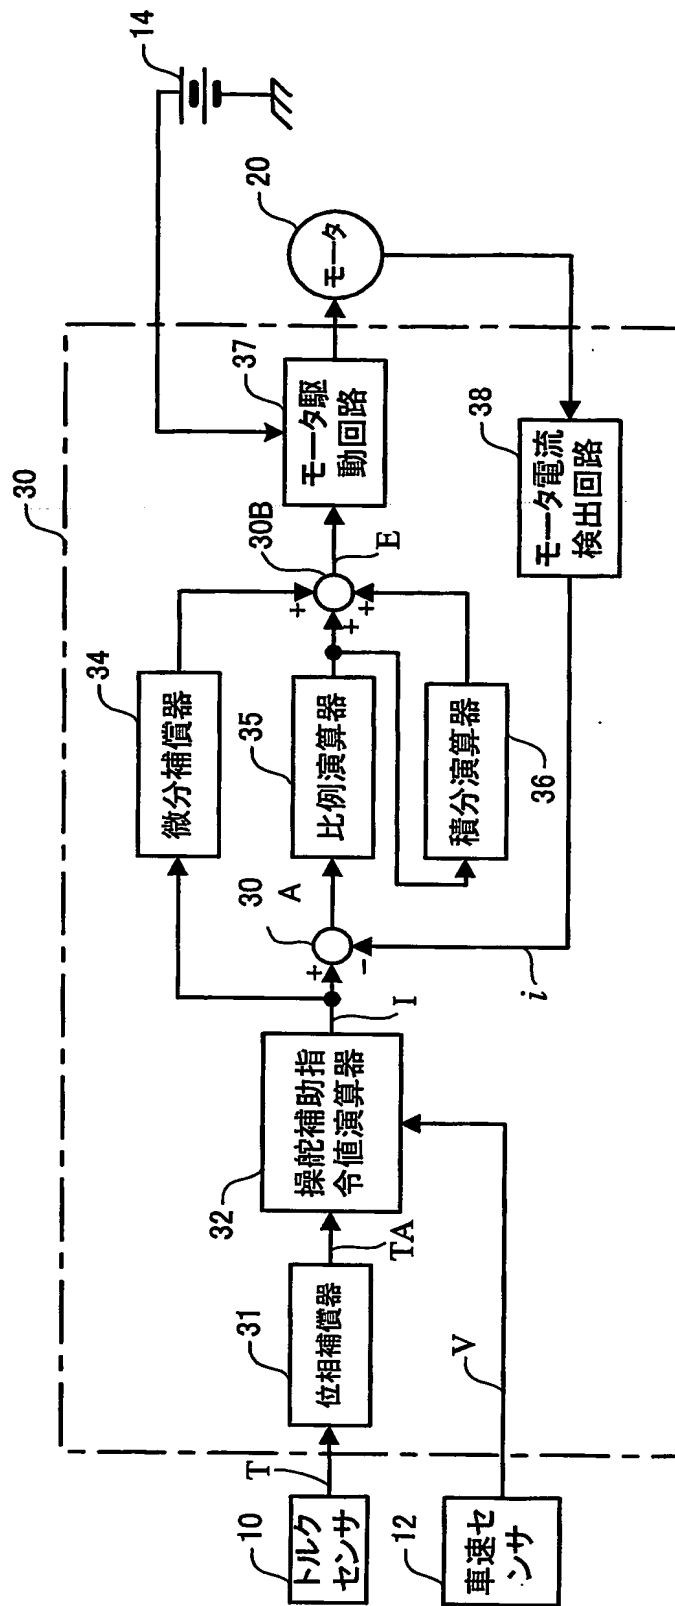 30
14
20
モータ
37
モータ駆
動回路
30B
E
+
+
+
38
モータ電流
検出回路
34
微分補償器
35
比例演算器
36
積分演算器
30
A
+
-
i
I
32
操舵補助指
令値演算器
TA
31
位相補償器
T
V
10
トルク
センサ
12
車速セ
ンサ